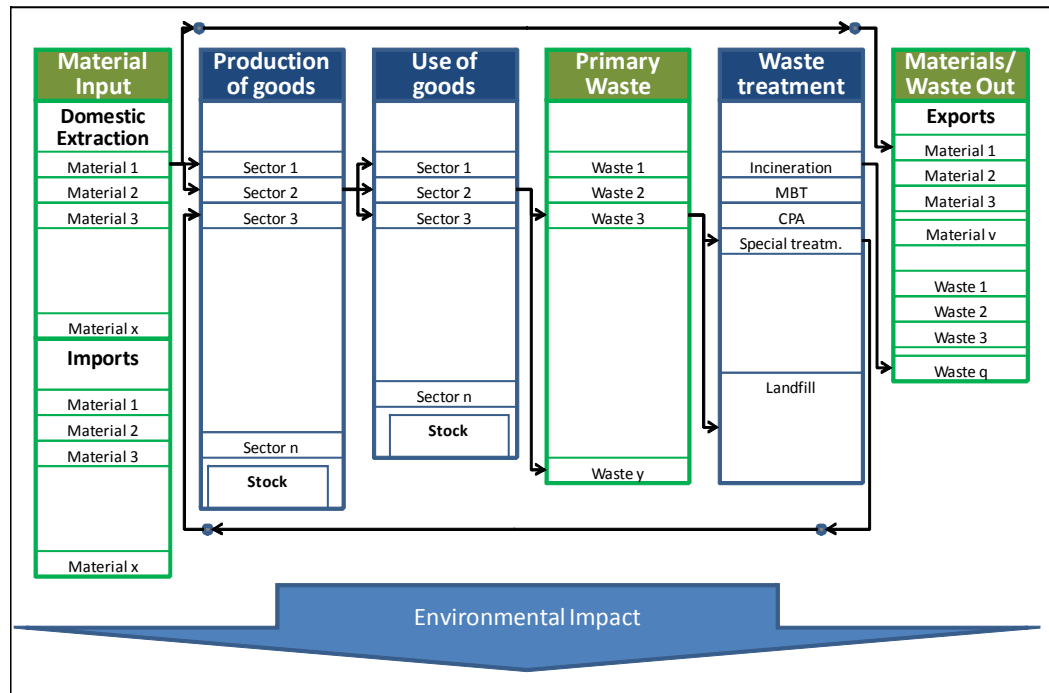 Material
Input
Domestic
Extraction
Material 1
Material 2
Material 3
Material x
Imports
Material 1
Material 2
Material 3
Material x
Production
of goods
Sector 1
Sector 2
Sector 3
Sector n
Stock
Use of
goods
Sector 1
Sector 2
Sector 3
Sector n
Stock
Primary
Waste
Waste 1
Waste 2
Waste 3
Waste y
Waste
treatment
Incineration
MBT
CPA
Special treatm.
Landfill
Materials/
Waste Out
Exports
Material 1
Material 2
Material 3
Material v
Waste 1
Waste 2
Waste 3
Waste q
Environmental Impact